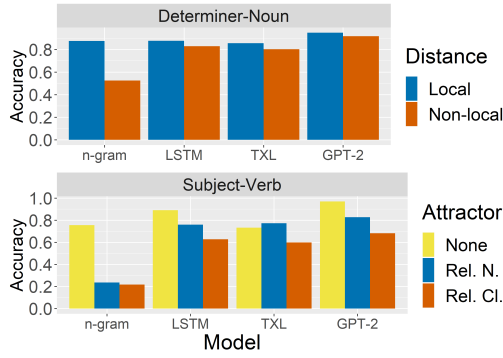 Determiner-Noun
Accuracy
0.8
0.6
0.4
0.2
0.0
n-gram LSTM TXL GPT-2
Distance
Local
Non-local
Subject-Verb
Accuracy
1.0
0.8
0.6
0.4
0.2
0.0
n-gram LSTM TXL GPT-2
Model
Attractor
None
Rel. N.
Rel. Cl.